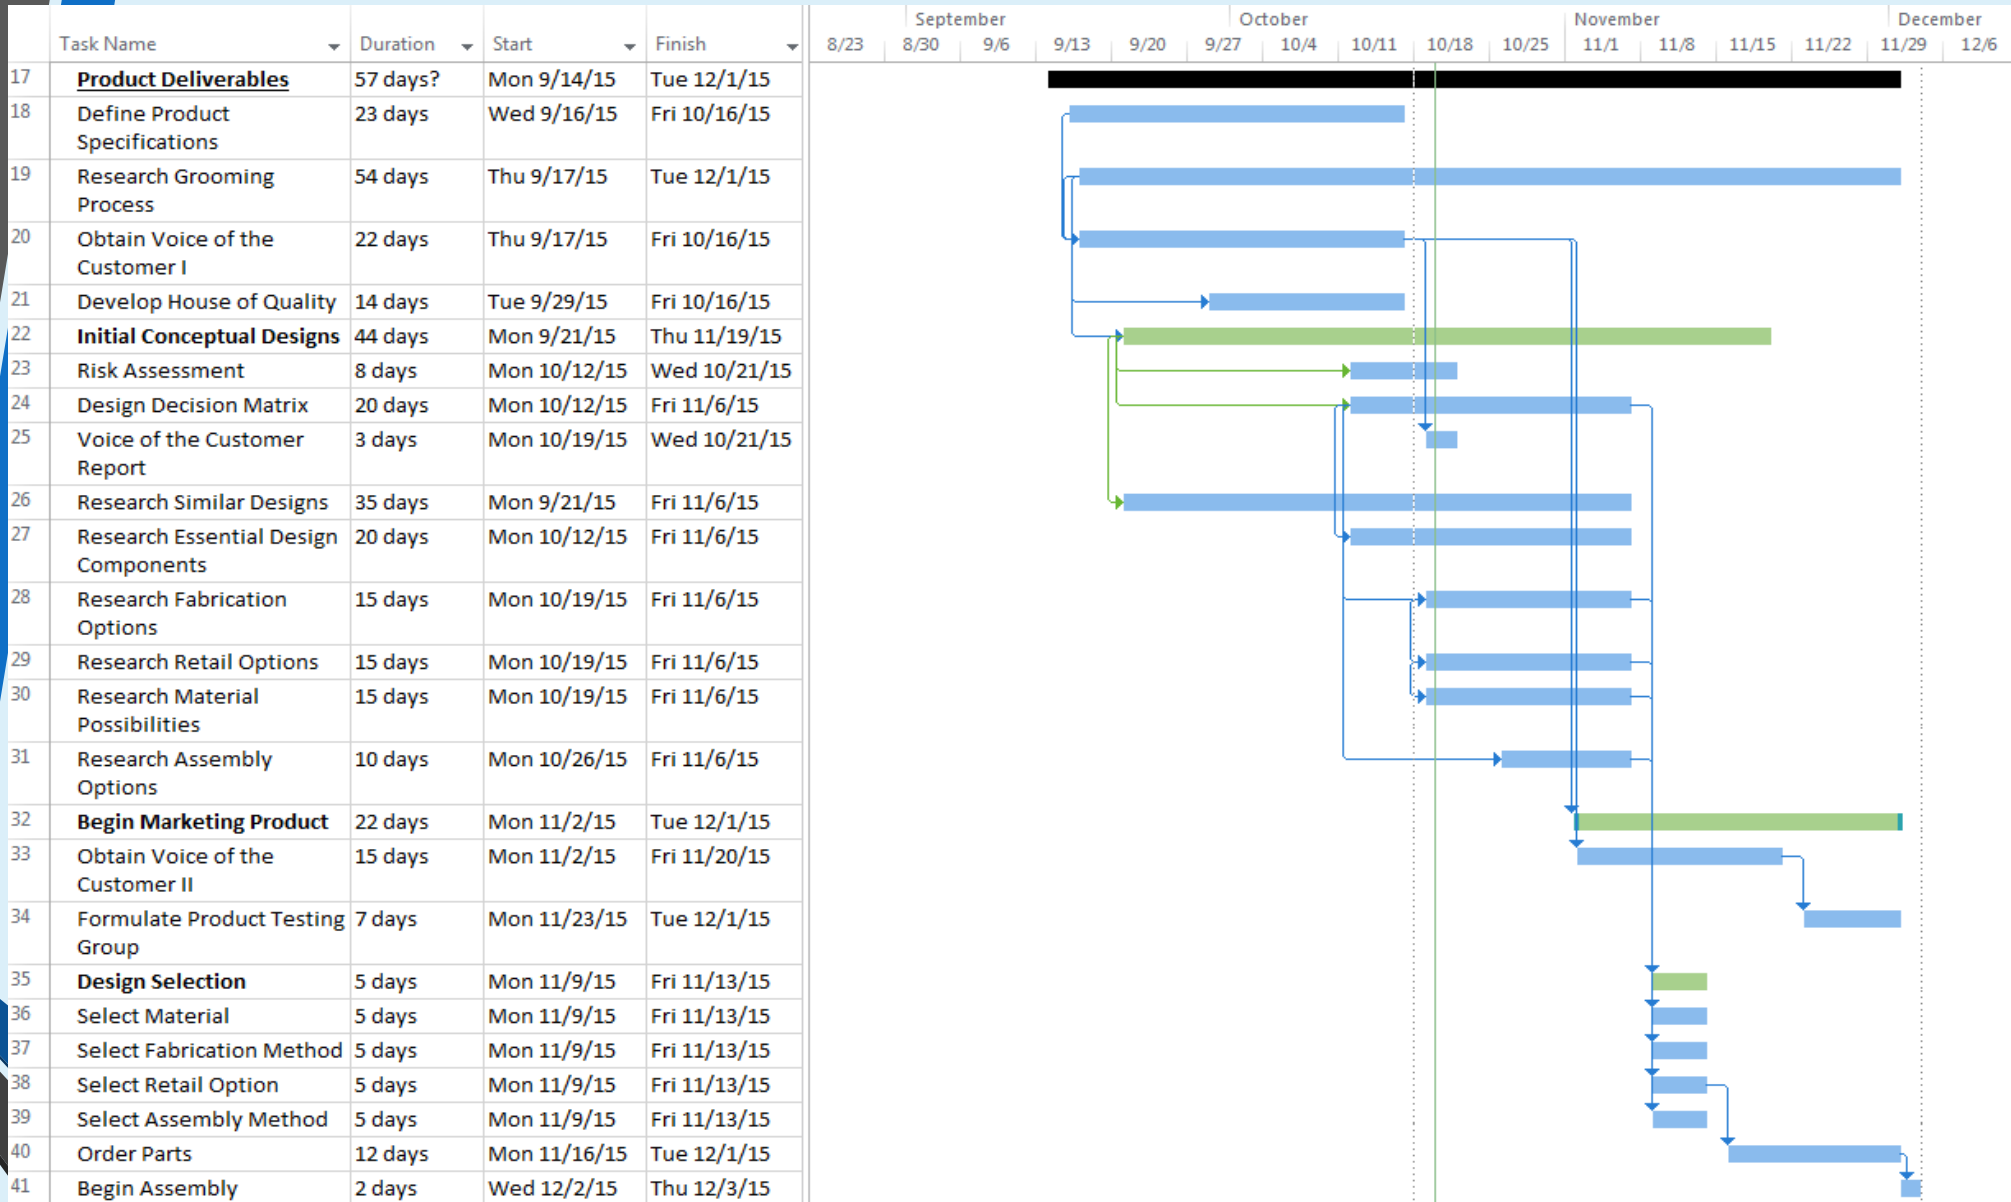 September October November December
Task Name Duration Start Finish 8/23 8/30 9/6 9/13 9/20 9/27 10/4 10/11 10/18 10/25 11/1 11/8 11/15 11/22 11/29 12/6
17 Product Deliverables 57 days? Mon 9/14/15 Tue 12/1/15
18 Define Product 23 days Wed 9/16/15 Fri 10/16/15
Specifications
19 Research Grooming 54 days Thu 9/17/15 Tue 12/1/15
Process
20 Obtain Voice of the 22 days Thu 9/17/15 Fri 10/16/15
Customer I
21 Develop House of Quality 14 days Tue 9/29/15 Fri 10/16/15
22 Initial Conceptual Designs 44 days Mon 9/21/15 Thu 11/19/15
23 Risk Assessment 8 days Mon 10/12/15 Wed 10/21/15
24 Design Decision Matrix 20 days Mon 10/12/15 Fri 11/6/15
25 Voice of the Customer 3 days Mon 10/19/15 Wed 10/21/15
Report
26 Research Similar Designs 35 days Mon 9/21/15 Fri 11/6/15
27 Research Essential Design 20 days Mon 10/12/15 Fri 11/6/15
Components
28 Research Fabrication 15 days Mon 10/19/15 Fri 11/6/15
Options
29 Research Retail Options 15 days Mon 10/19/15 Fri 11/6/15
30 Research Material 15 days Mon 10/19/15 Fri 11/6/15
Possibilities
31 Research Assembly 10 days Mon 10/26/15 Fri 11/6/15
Options
32 Begin Marketing Product 22 days Mon 11/2/15 Tue 12/1/15
33 Obtain Voice of the 15 days Mon 11/2/15 Fri 11/20/15
Customer II
34 Formulate Product Testing 7 days Mon 11/23/15 Tue 12/1/15
Group
35 Design Selection 5 days Mon 11/9/15 Fri 11/13/15
36 Select Material 5 days Mon 11/9/15 Fri 11/13/15
37 Select Fabrication Method 5 days Mon 11/9/15 Fri 11/13/15
38 Select Retail Option 5 days Mon 11/9/15 Fri 11/13/15
39 Select Assembly Method 5 days Mon 11/9/15 Fri 11/13/15
40 Order Parts 12 days Mon 11/16/15 Tue 12/1/15
41 Begin Assembly 2 days Wed 12/2/15 Thu 12/3/15